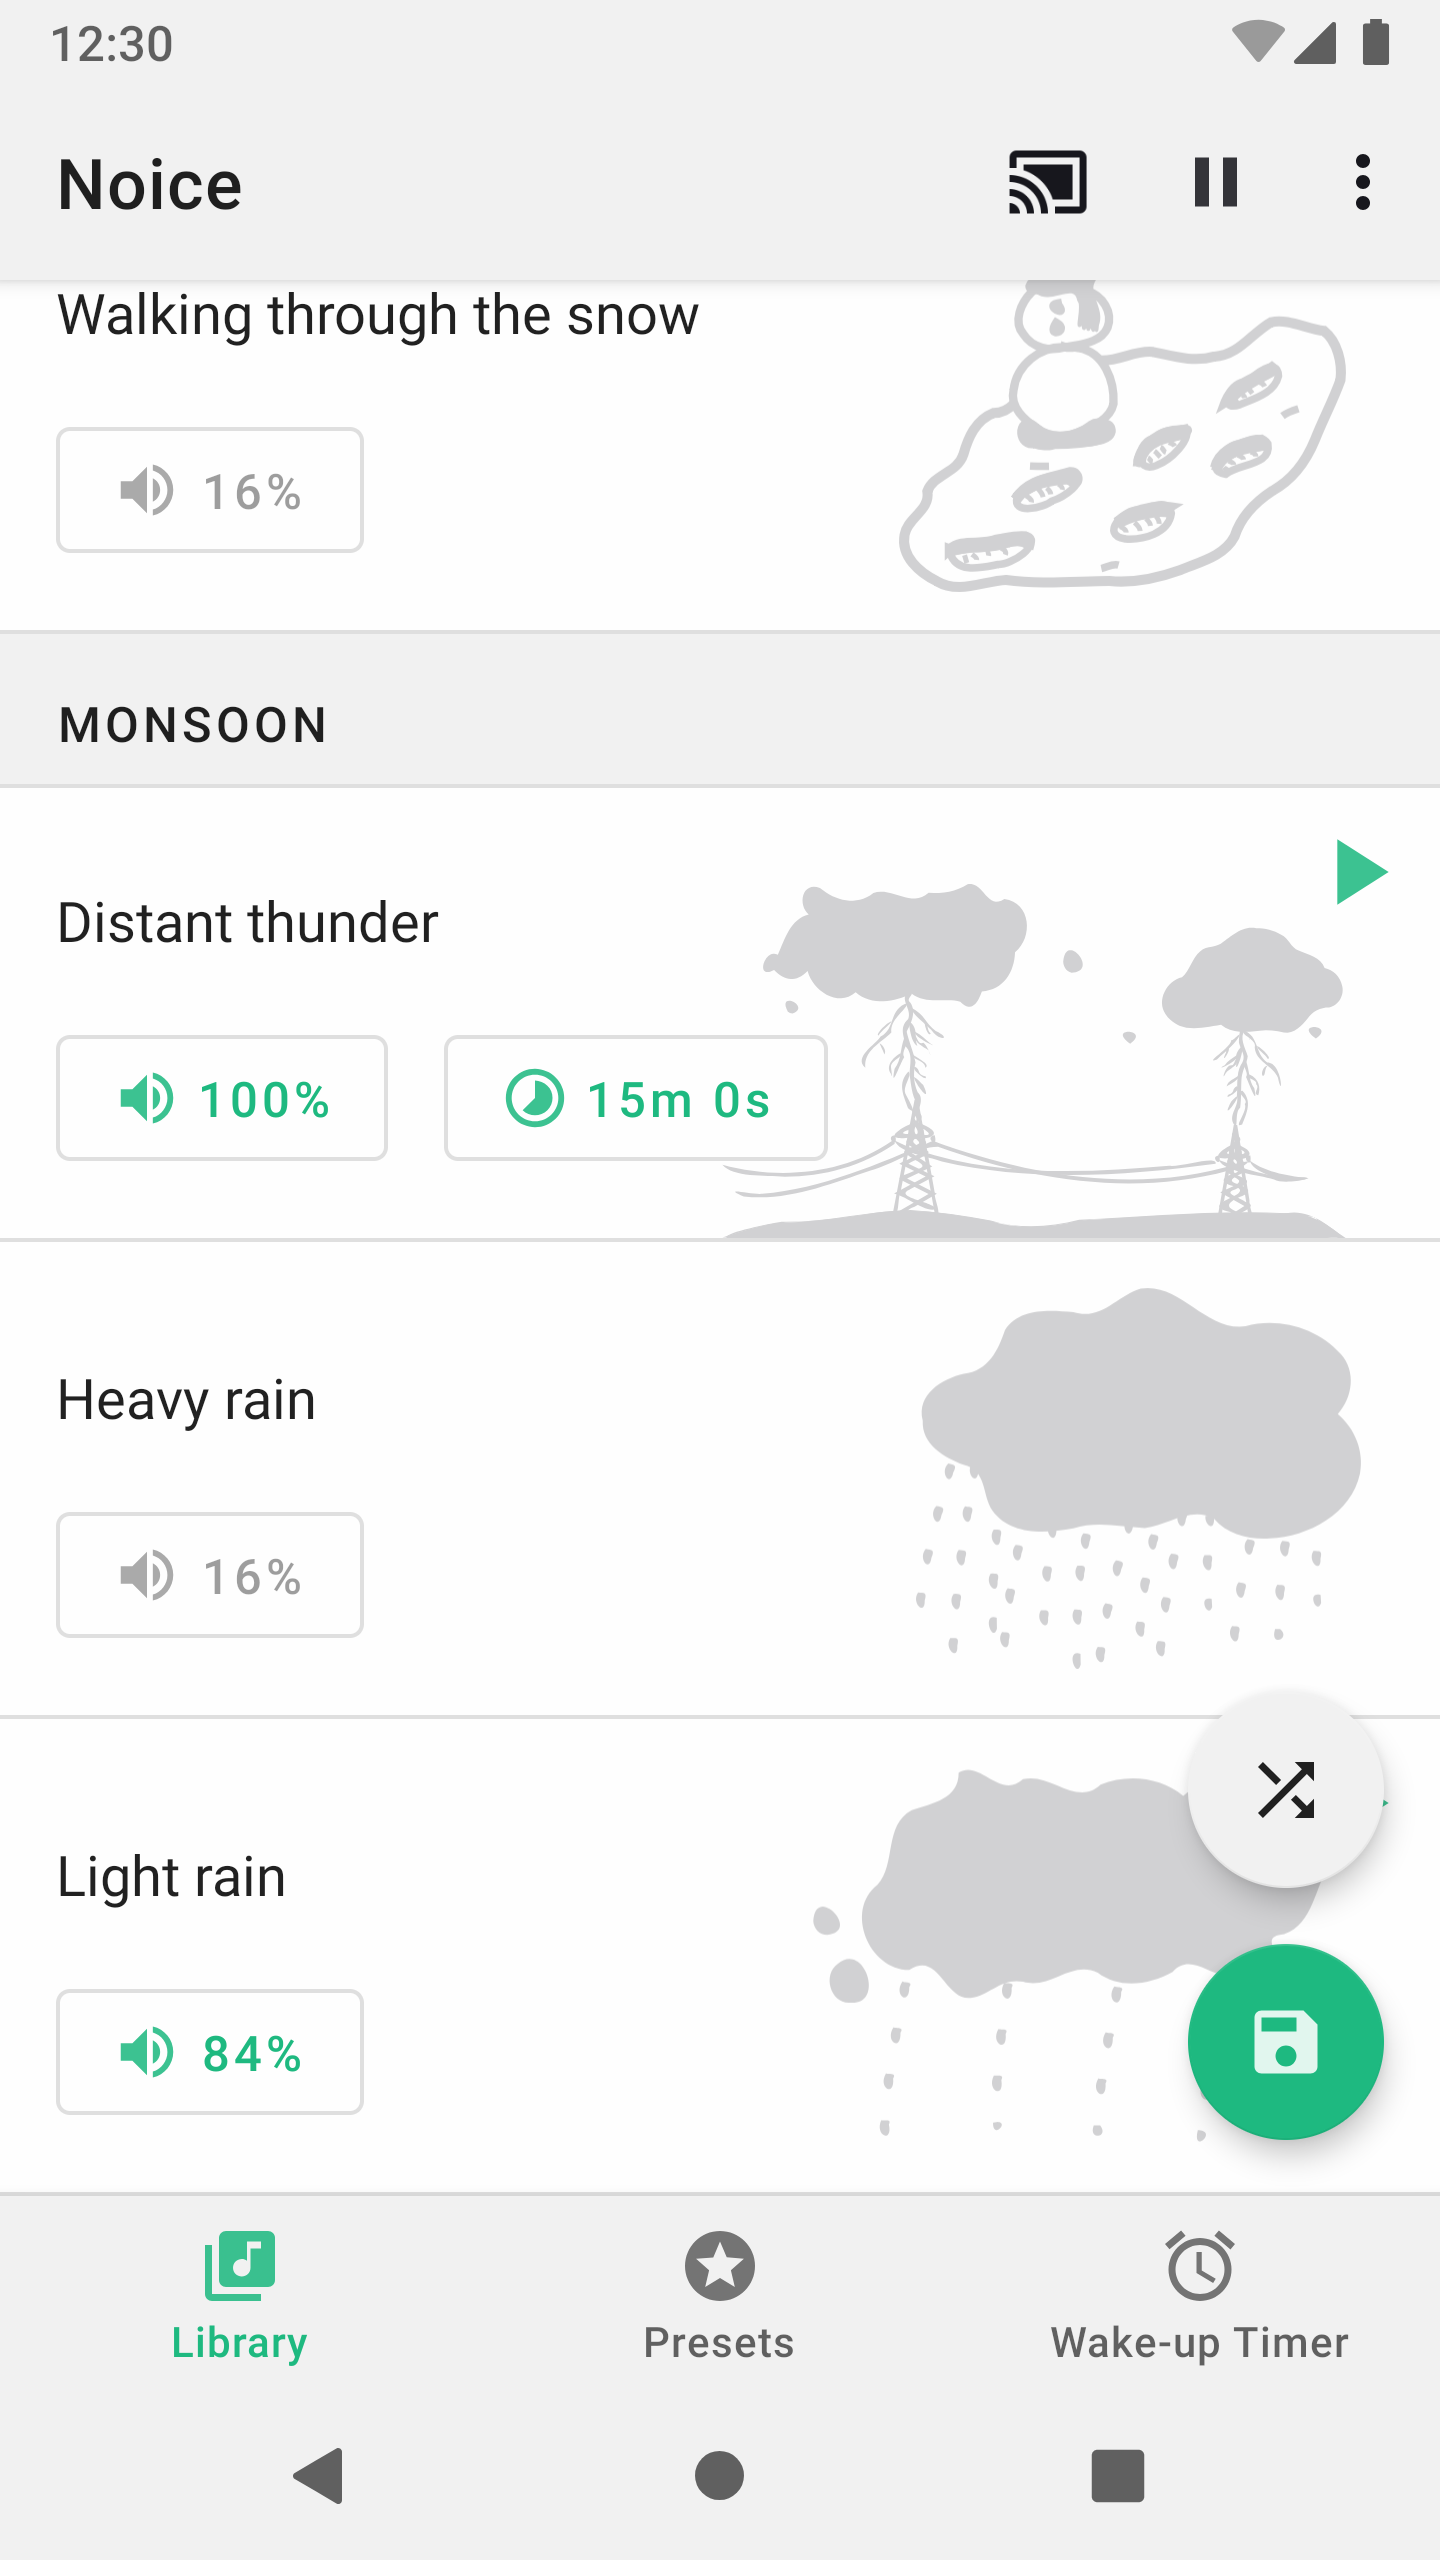 12:30
Noice
Walking through the snow
16%
MONSOON
Distant thunder
100% 15m 0s
Heavy rain
16%
Light rain
84%
Library Presets Wake-up Timer